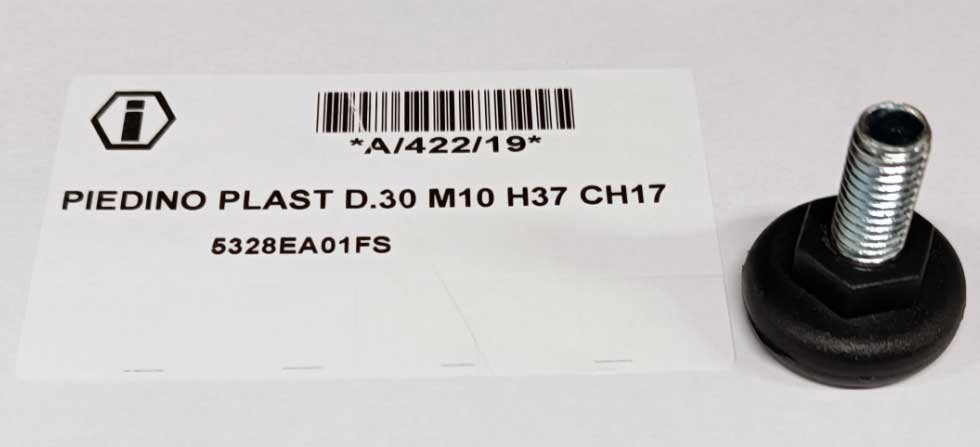 i
*A/422/19*
PIEDINO PLAST D.30 M10 H37 CH17
5328EA01FS